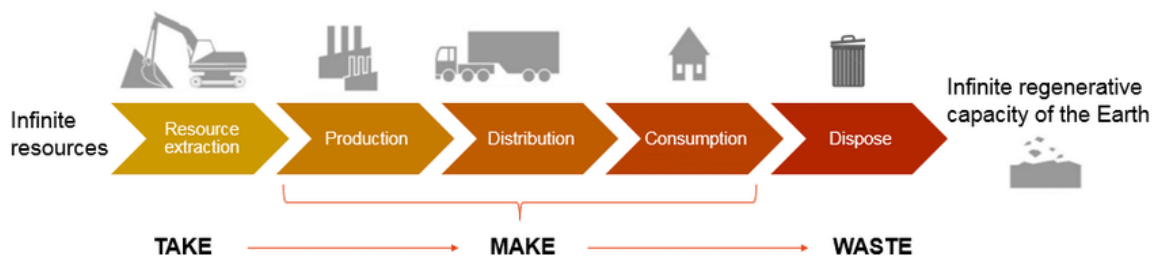 Infinite
resources
Resource
extraction
Production
Distribution
Consumption
Dispose
Infinite regenerative
capacity of the Earth
TAKE
MAKE
WASTE